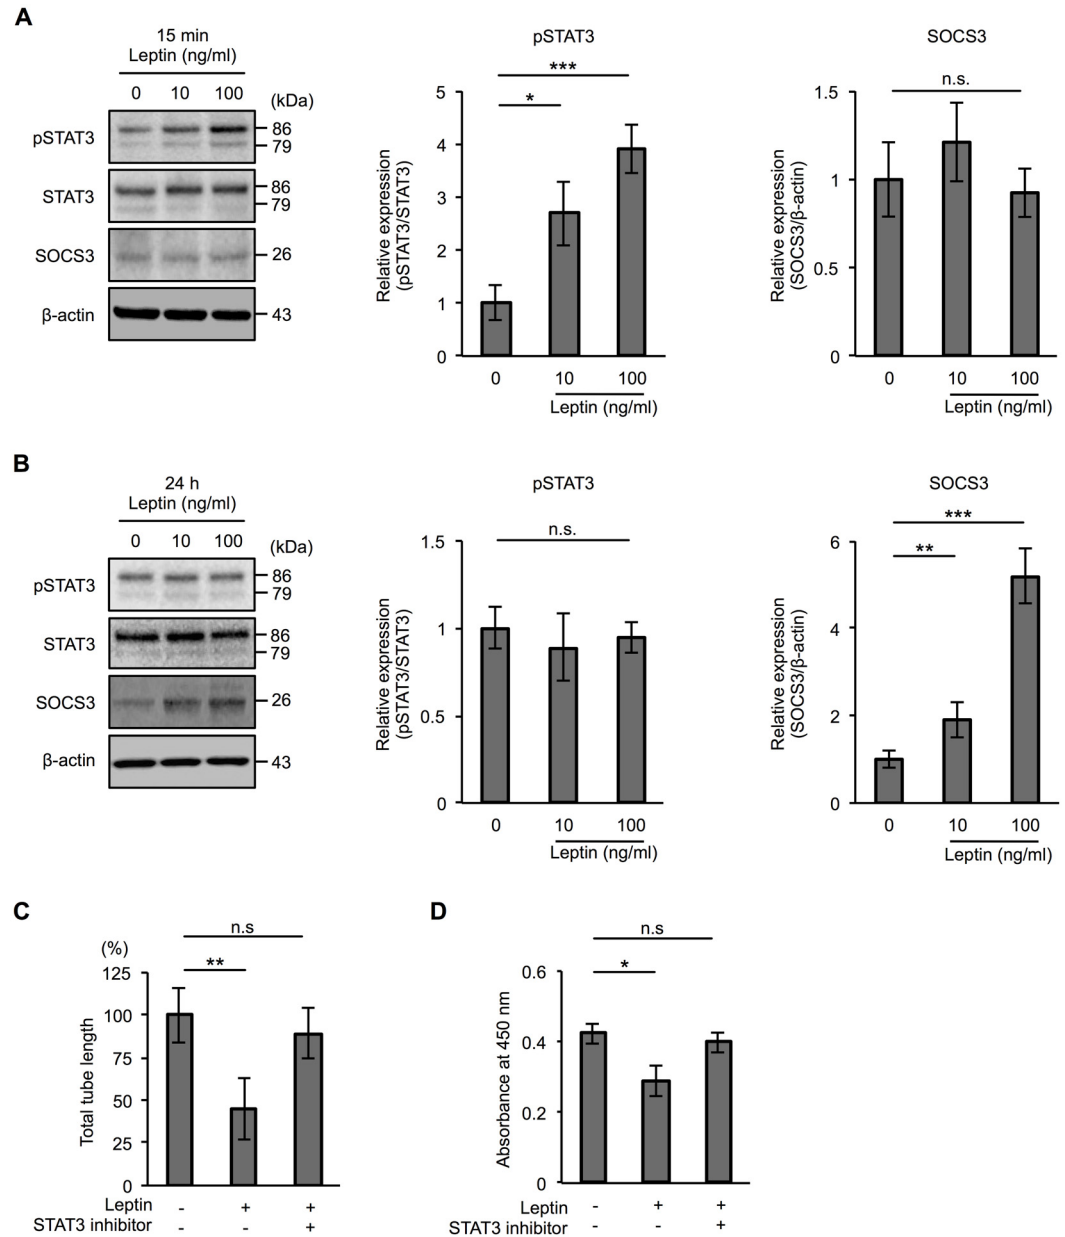 A
15 min
Leptin (ng/ml)
0 10 100
(kDa)
pSTAT3
86
79
STAT3
86
79
SOCS3
26
β-actin
43
pSTAT3
***
*
Relative expression
(pSTAT3/STAT3)
5
4
3
2
1
0
0 10 100
Leptin (ng/ml)
SOCS3
n.s.
Relative expression
(SOCS3/β-actin)
1.5
1
0.5
0
0 10 100
Leptin (ng/ml)
B
24 h
Leptin (ng/ml)
0 10 100
(kDa)
pSTAT3
86
79
STAT3
86
79
SOCS3
26
β-actin
43
pSTAT3
n.s.
Relative expression
(pSTAT3/STAT3)
1.5
1
0.5
0
0 10 100
Leptin (ng/ml)
SOCS3
***
**
Relative expression
(SOCS3/β-actin)
6
4
2
0
0 10 100
Leptin (ng/ml)
C
n.s
(%)
**
Total tube length
125
100
75
50
25
0
Leptin - + +
STAT3 inhibitor - - +
D
n.s
*
Absorbance at 450 nm
0.6
0.4
0.2
0
Leptin - + +
STAT3 inhibitor - - +